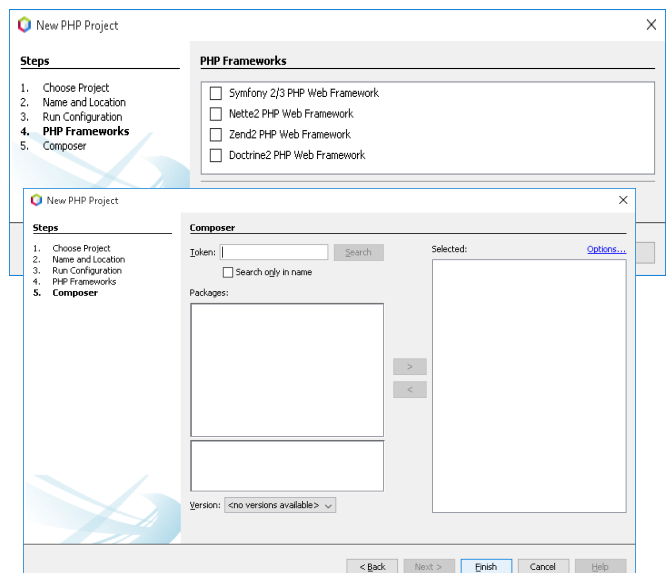 New PHP Project
Steps
1. Choose Project
2. Name and Location
3. Run Configuration
4. PHP Frameworks
5. Composer
PHP Frameworks
Symfony 2/3 PHP Web Framework
Nette2 PHP Web Framework
Zend2 PHP Web Framework
Doctrine2 PHP Web Framework
New PHP Project
Steps
1. Choose Project
2. Name and Location
3. Run Configuration
4. PHP Frameworks
5. Composer
Composer
Token: Search
Search only in name
Packages:
Selected: Options...
>
<
Version: <no versions available>
< Back Next > Finish Cancel Help